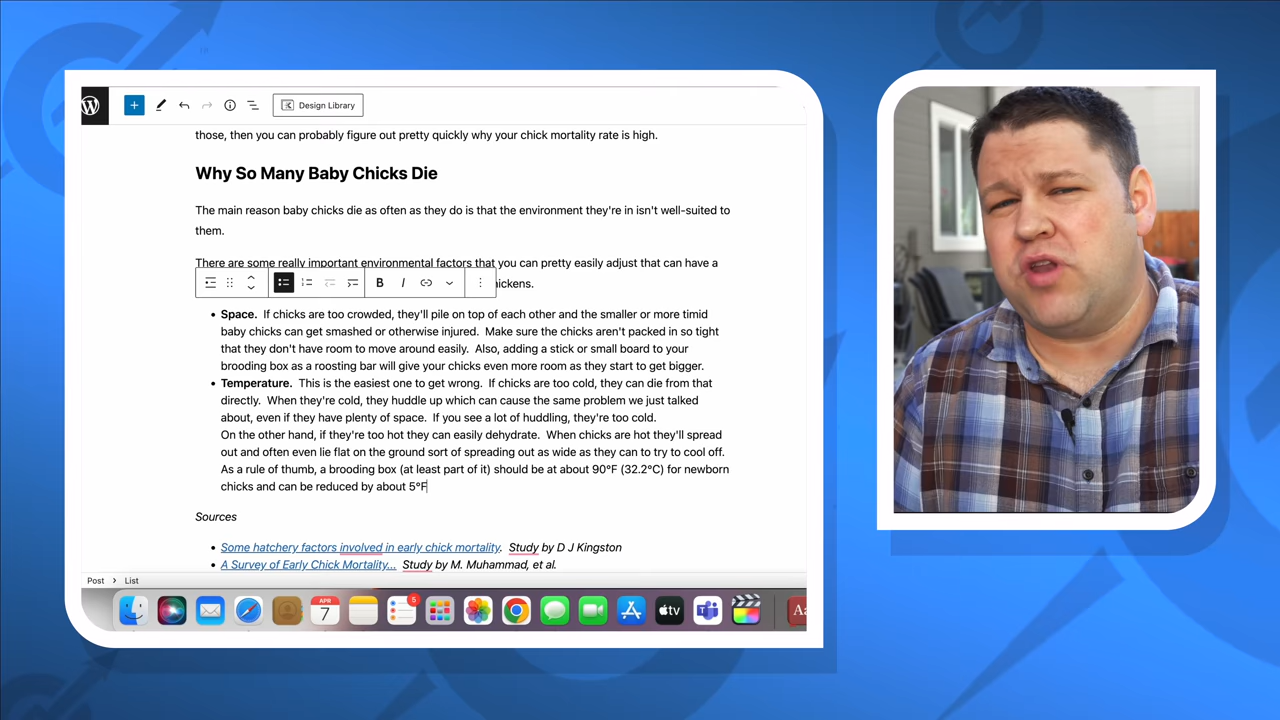 Design Library
those, then you can probably figure out pretty quickly why your chick mortality rate is high.
Why So Many Baby Chicks Die
The main reason baby chicks die as often as they do is that the environment they're in isn't well-suited to
them.
There are some really important environmental factors that you can pretty easily adjust that can have a
B I
hickens.
• Space.  If chicks are too crowded, they'll pile on top of each other and the smaller or more timid
baby chicks can get smashed or otherwise injured.  Make sure the chicks aren't packed in so tight
that they don't have room to move around easily.  Also, adding a stick or small board to your
brooding box as a roosting bar will give your chicks even more room as they start to get bigger.
• Temperature.  This is the easiest one to get wrong.  If chicks are too cold, they can die from that
directly.  When they're cold, they huddle up which can cause the same problem we just talked
about, even if they have plenty of space.  If you see a lot of huddling, they're too cold.
On the other hand, if they're too hot they can easily dehydrate.  When chicks are hot they'll spread
out and often even lie flat on the ground sort of spreading out as wide as they can to try to cool off.
As a rule of thumb, a brooding box (at least part of it) should be at about 90°F (32.2°C) for newborn
chicks and can be reduced by about 5°F
Sources
• Some hatchery factors involved in early chick mortality.  Study by D J Kingston
• A Survey of Early Chick Mortality...  Study by M. Muhammad, et al.
Post > List
APR
7
5
tv
Aa